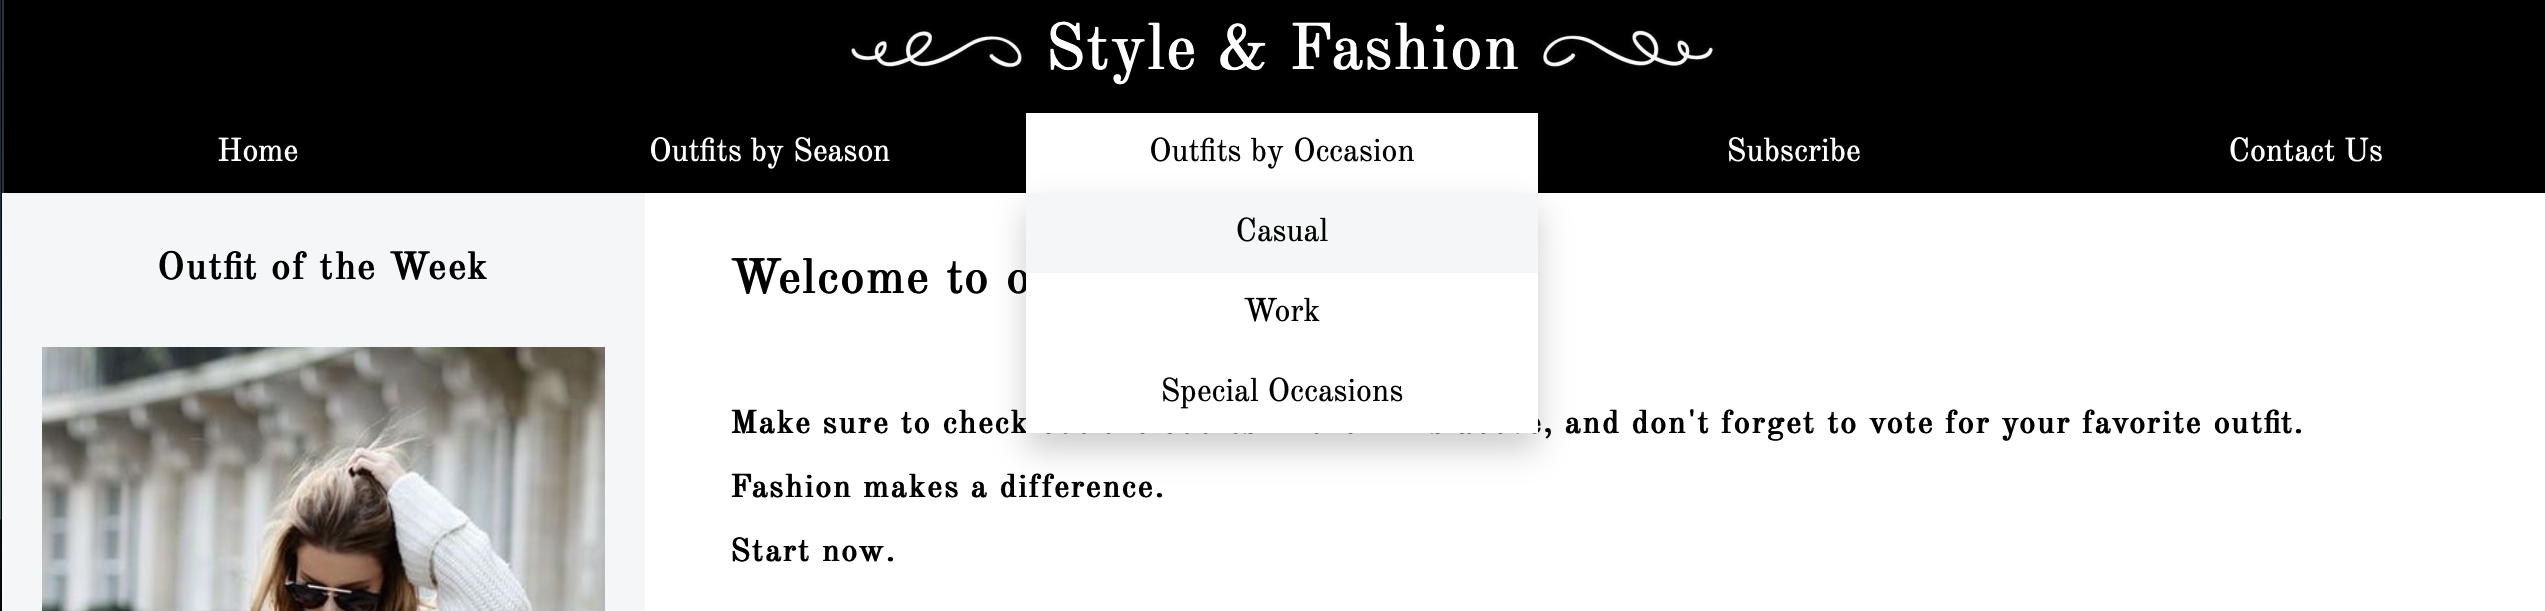 Style & Fashion
Home Outfits by Season Outfits by Occasion Subscribe Contact Us
Casual
Work
Special Occasions
Outfit of the Week
Welcome to
Make sure to check , and don't forget to vote for your favorite outfit.
Fashion makes a difference.
Start now.